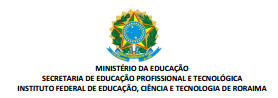 MINISTÉRIO DA EDUCAÇÃO
SECRETARIA DE EDUCAÇÃO PROFISSIONAL E TECNOLÓGICA
INSTITUTO FEDERAL DE EDUCAÇÃO, CIÊNCIA E TECNOLOGIA DE RORAIMA